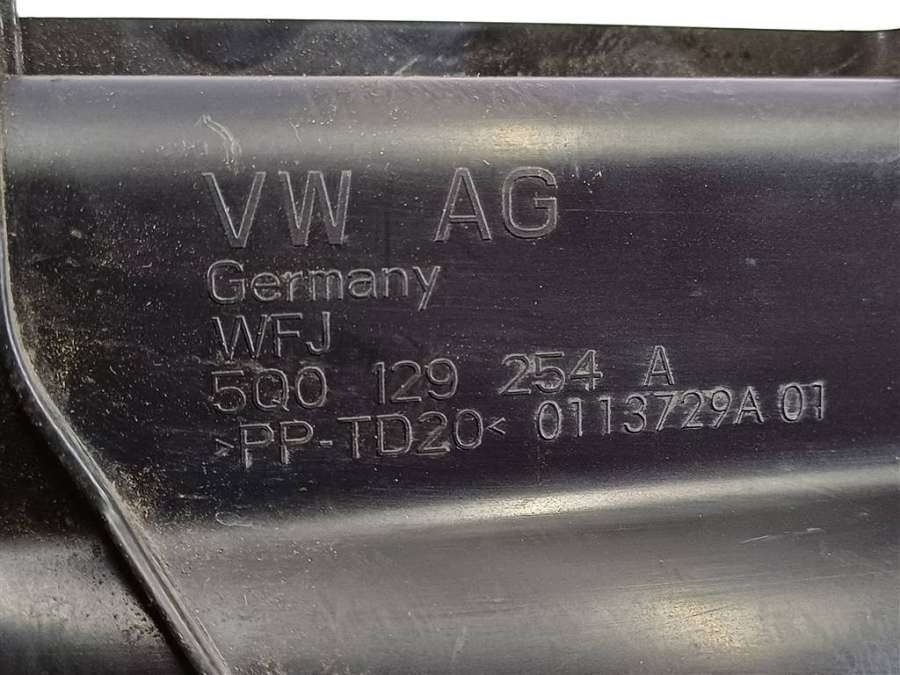 VW AG
Germany
WFJ
5Q0 129 254 A
>PP-TD20< 0113729A 01